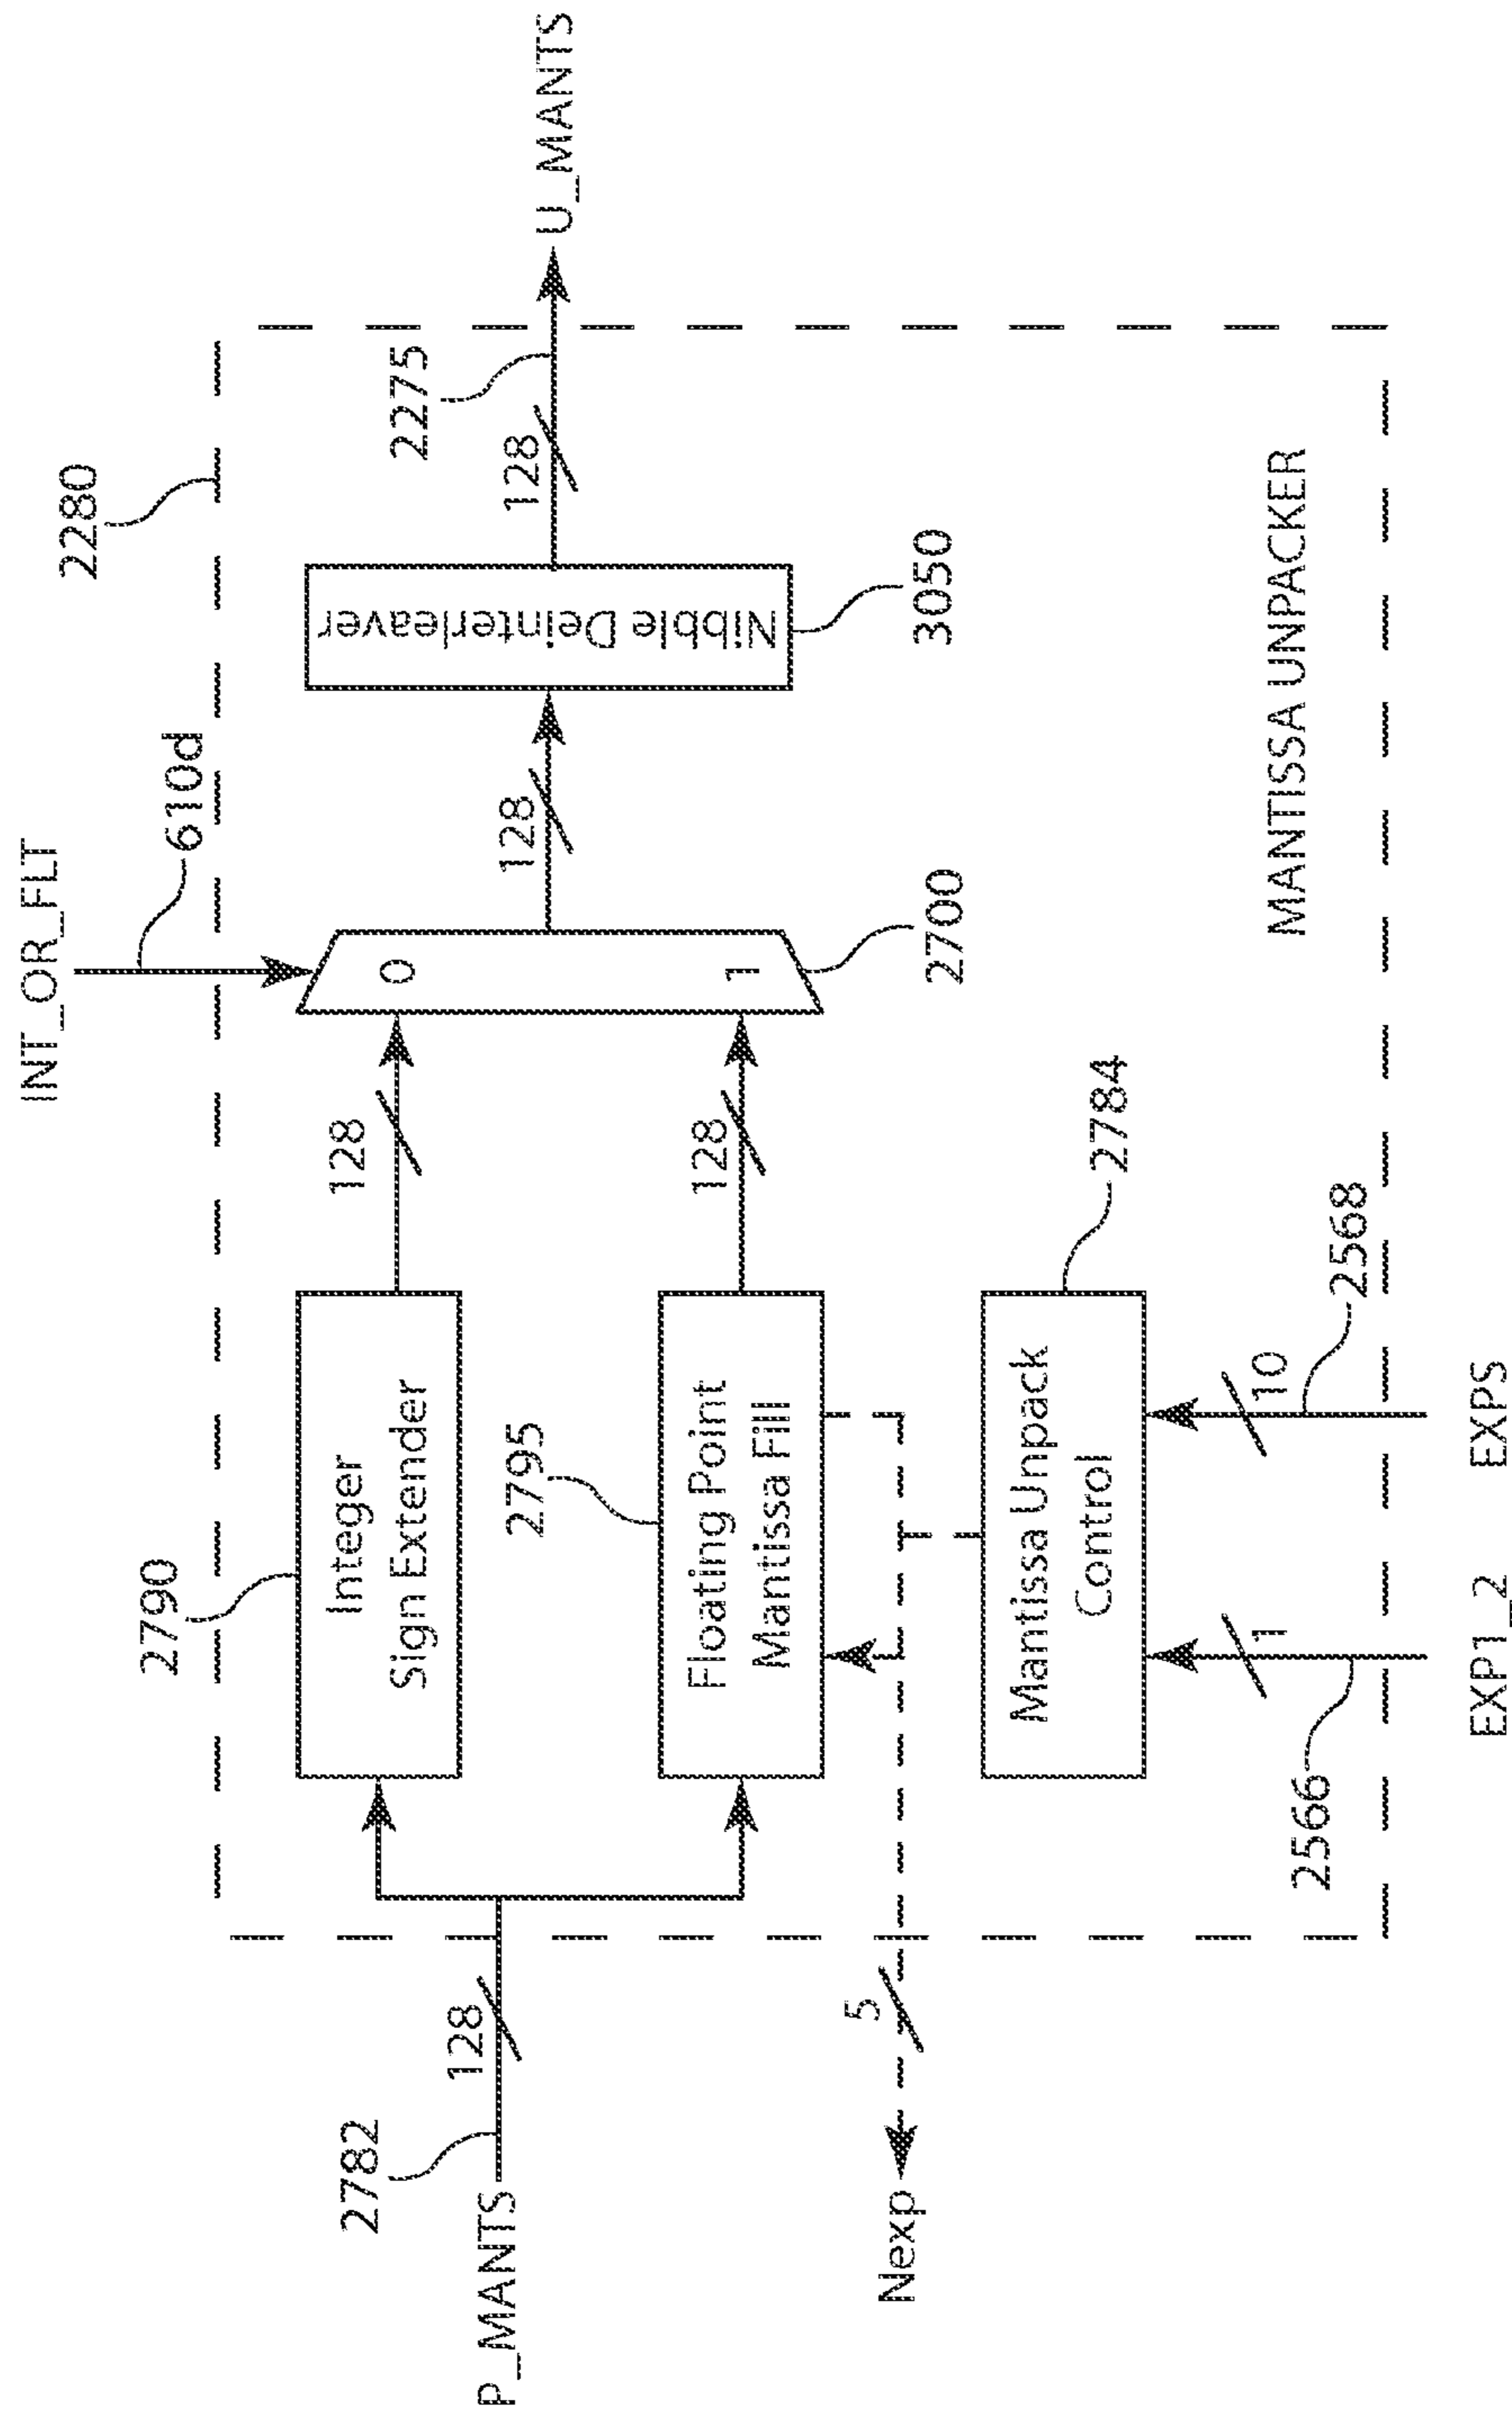 INT_OR_FLT
610d
2280
P_MANTS
2782
128
2790
Integer
Sign Extender
128
0
1
2700
128
Nibble Deinterleaver
3050
128
2275
U_MANTS
2795
Floating Point
Mantissa Fill
128
Nexp
5
Mantissa Unpack
Control
2784
1
10
2566
2568
EXP1_2
EXPS
MANTISSA UNPACKER